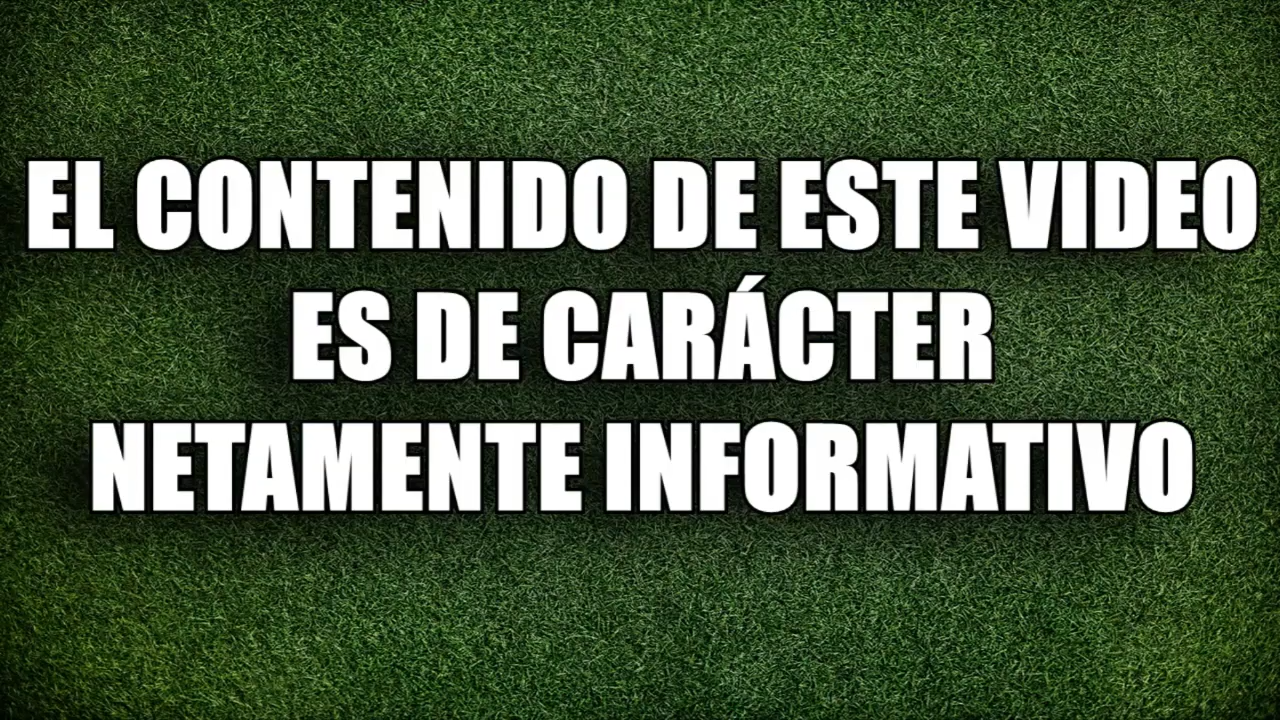 EL CONTENIDO DE ESTE VIDEO
ES DE CARÁCTER
NETAMENTE INFORMATIVO